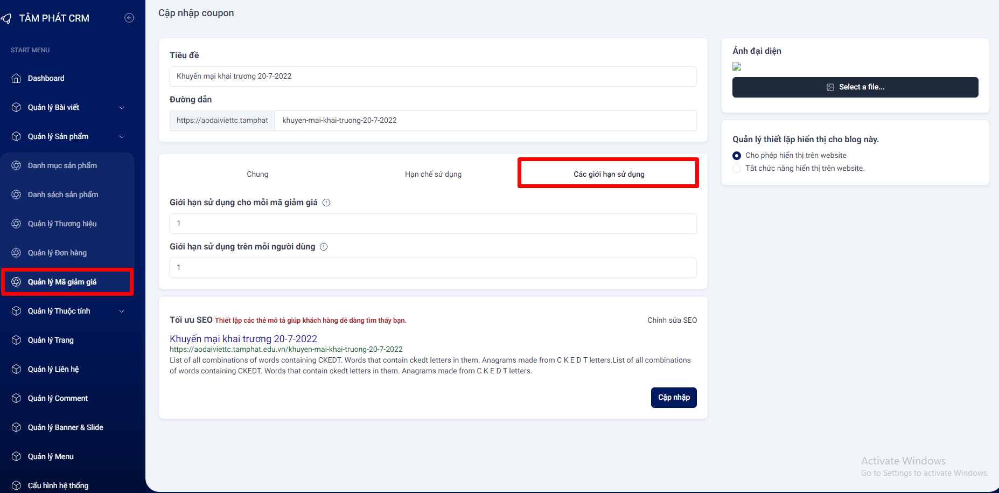 TÂM PHÁT CRM
START MENU
Dashboard
Quản lý Bài viết
Quản lý Sản phẩm
Danh mục sản phẩm
Danh sách sản phẩm
Quản lý Thương hiệu
Quản lý Đơn hàng
Quản lý Mã giảm giá
Quản lý Thuộc tính
Quản lý Trang
Quản lý Liên hệ
Quản lý Comment
Quản lý Banner & Slide
Quản lý Menu
Cấu hình hệ thống
Cập nhập coupon
Tiêu đề
Khuyến mại khai trương 20-7-2022
Đường dẫn
https://aodaiviettc.tamphat khuyen-mai-khai-truong-20-7-2022
Chung Hạn chế sử dụng Các giới hạn sử dụng
Giới hạn sử dụng cho mỗi mã giảm giá
1
Giới hạn sử dụng trên mỗi người dùng
1
Tối ưu SEO Thiết lập các thẻ mô tả giúp khách hàng dễ dàng tìm thấy bạn. Chỉnh sửa SEO
Khuyến mại khai trương 20-7-2022
https://aodaiviettc.tamphat.edu.vn/khuyen-mai-khai-truong-20-7-2022
List of all combinations of words containing CKEDT. Words that contain ckedt letters in them. Anagrams made from C K E D T letters.List of all combinations
of words containing CKEDT. Words that contain ckedt letters in them. Anagrams made from C K E D T letters.
Cập nhập
Ảnh đại diện
Select a file...
Quản lý thiết lập hiển thị cho blog này.
Cho phép hiển thị trên website
Tắt chức năng hiển thị trên website.
Activate Windows
Go to Settings to activate Windows.